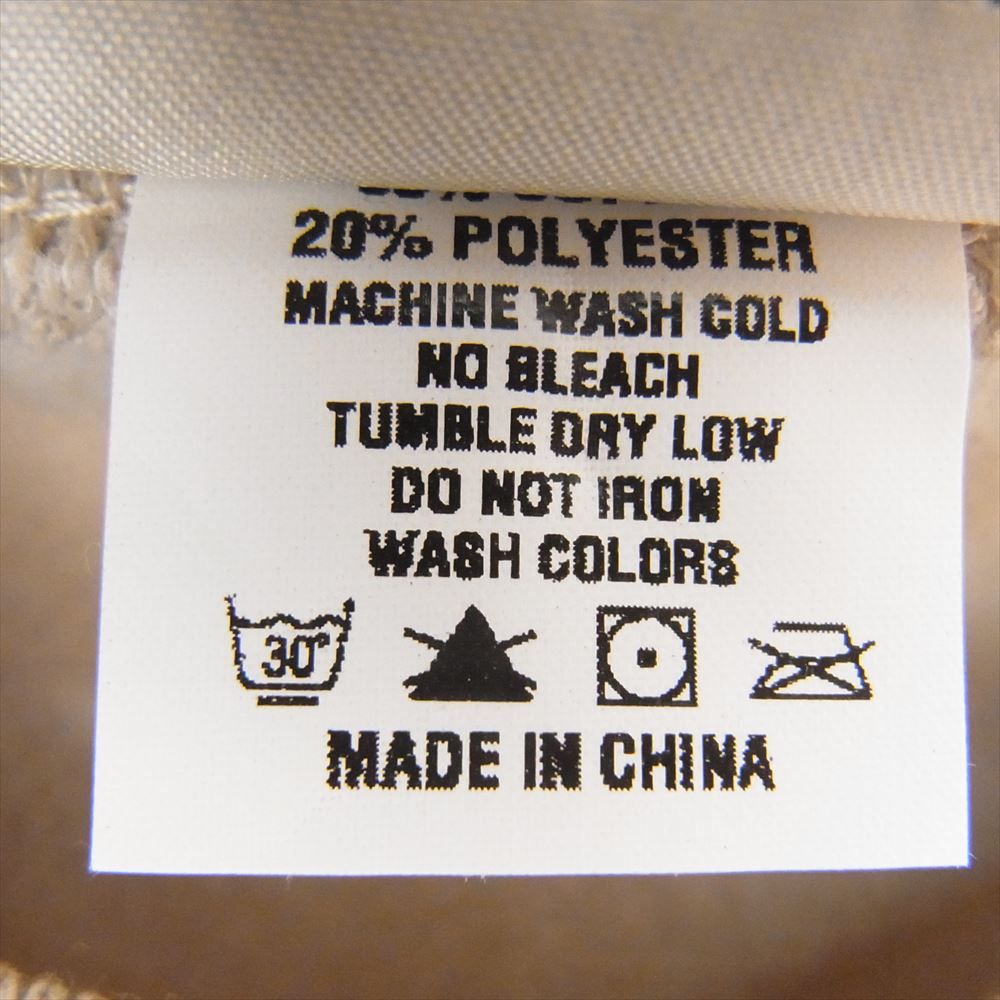 20% POLYESTER
MACHINE WASH COLD
NO BLEACH
TUMBLE DRY LOW
DO NOT IRON
WASH COLORS
30°
MADE IN CHINA